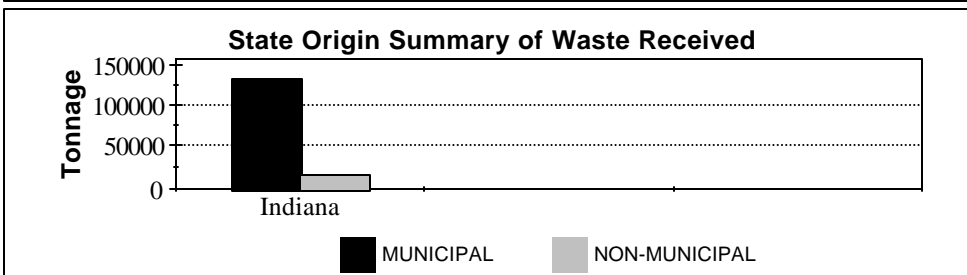 State Origin Summary of Waste Received
Tonnage
150000
100000
50000
0
Indiana
MUNICIPAL
NON-MUNICIPAL